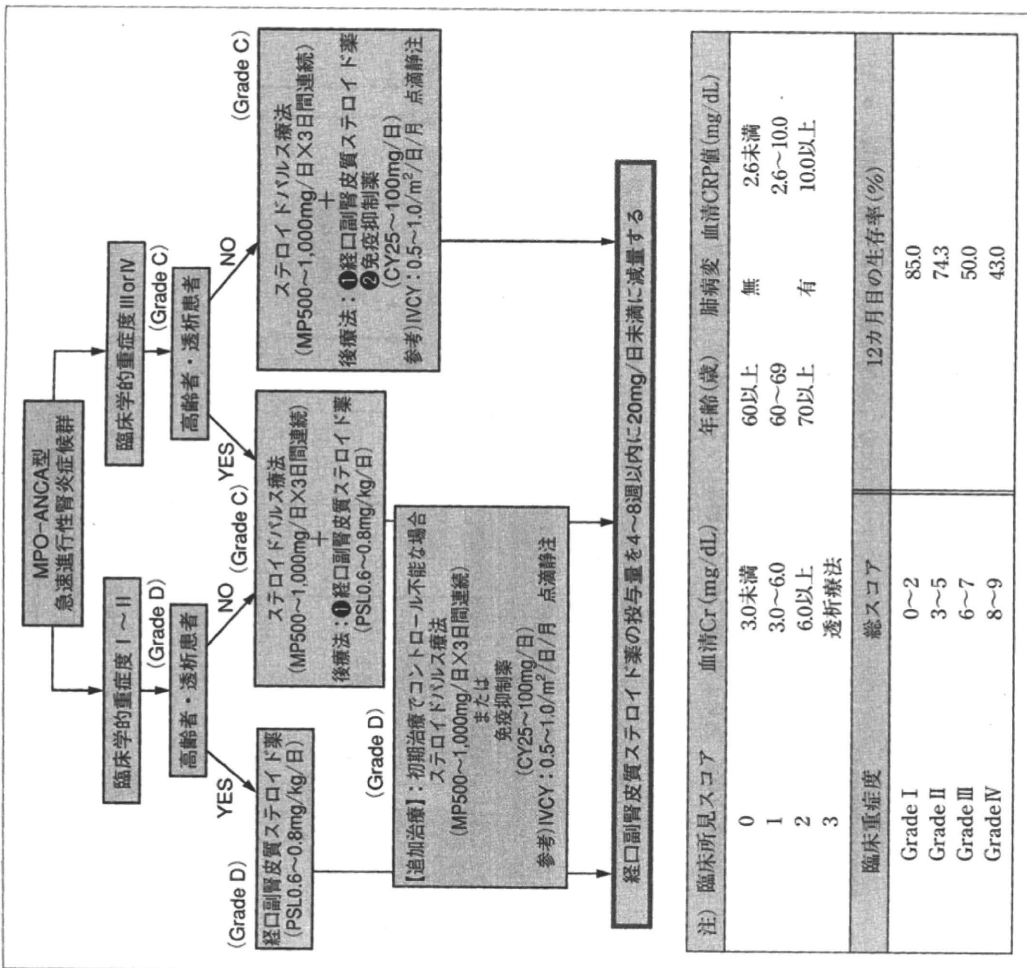 MPO-ANCA型
急速進行性腎炎症候群
臨床学的重症度 I～II
(Grade D)
臨床学的重症度 III or IV
(Grade C)
高齢者・透析患者
高齢者・透析患者
YES
NO
YES
NO
(Grade D)
経口副腎皮質ステロイド薬
(PSL0.6～0.8mg/kg/日)
(Grade C)
ステロイドパルス療法
(MP500～1,000mg/日×3日間連続)
+
後療法：❶経口副腎皮質ステロイド薬
(PSL0.6～0.8mg/kg/日)
(Grade C)
ステロイドパルス療法
(MP500～1,000mg/日×3日間連続)
+
後療法：❶経口副腎皮質ステロイド薬
❷免疫抑制薬
(CY25～100mg/日)
参考)IVCY：0.5～1.0/m²/日/月 点滴静注
(Grade D)
【追加治療】：初期治療でコントロール不能な場合
ステロイドパルス療法
(MP500～1,000mg/日×3日間連続)
または
免疫抑制薬
(CY25～100mg/日)
参考)IVCY：0.5～1.0/m²/日/月 点滴静注
経口副腎皮質ステロイド薬の投与量を4～8週以内に20mg/日未満に減量する
注) 臨床所見スコア 血清Cr(mg/dL) 年齢(歳) 肺病変 血清CRP値(mg/dL)
0 3.0未満 60以上 無 2.6未満
1 3.0～6.0 60～69 2.6～10.0
2 6.0以上 70以上 有 10.0以上
3 透析療法
臨床重症度 総スコア 12カ月目の生存率(%)
Grade I 0～2 85.0
Grade II 3～5 74.3
Grade III 6～7 50.0
Grade IV 8～9 43.0